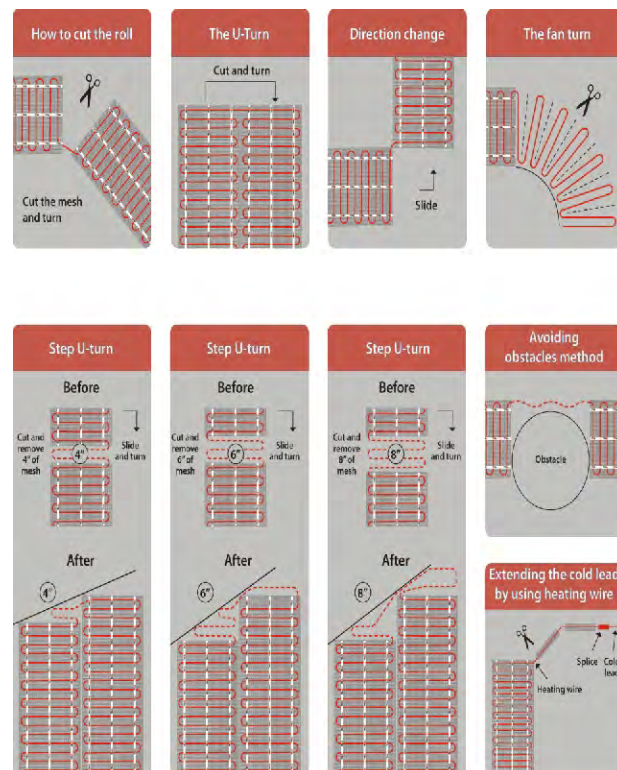 How to cut the roll
Cut the mesh
and turn
The U-Turn
Cut and turn
Direction change
Slide
The fan turn
Step U-turn
Before
Cut and
remove
4" of
mesh
4"
Slide
and turn
After
4"
Step U-turn
Before
Cut and
remove
6" of
mesh
6"
Slide
and turn
After
6"
Step U-turn
Before
Cut and
remove
8" of
mesh
8"
Slide
and turn
After
8"
Avoiding
obstacles method
Obstacle
Extending the cold lead
by using heating wire
Splice
Cold
lead
Heating wire